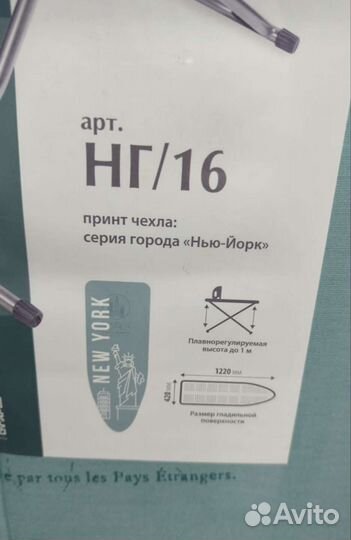 арт.
НГ/16
принт чехла:
серия города «Нью-Йорк»
NEW YORK
Плавнорегулируемая
высота до 1 м
1220 мм
420 мм
Размер гладильной
поверхности
par tous les Pays Étrangers.
Avito